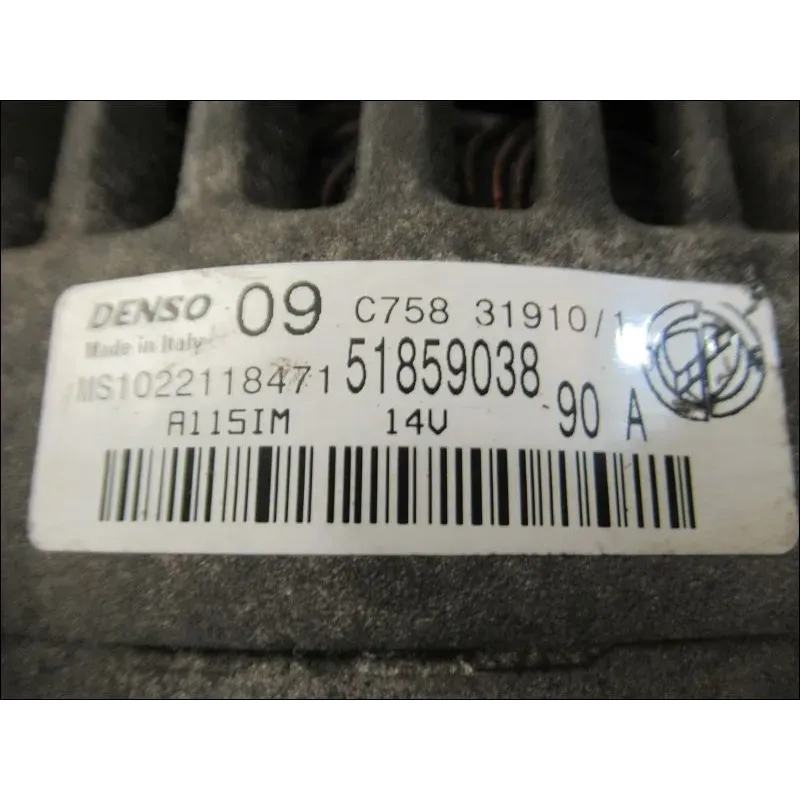 DENSO 09 C758 31910/1
Made in Italy
MS1022118471 51859038
A115IM 14V 90 A